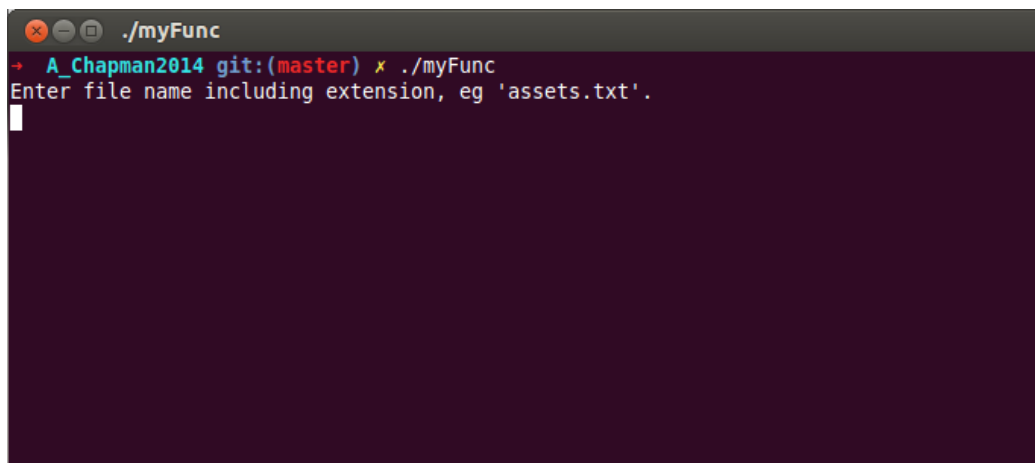 ./myFunc
→ A_Chapman2014 git:(master) ✗ ./myFunc
Enter file name including extension, eg 'assets.txt'.